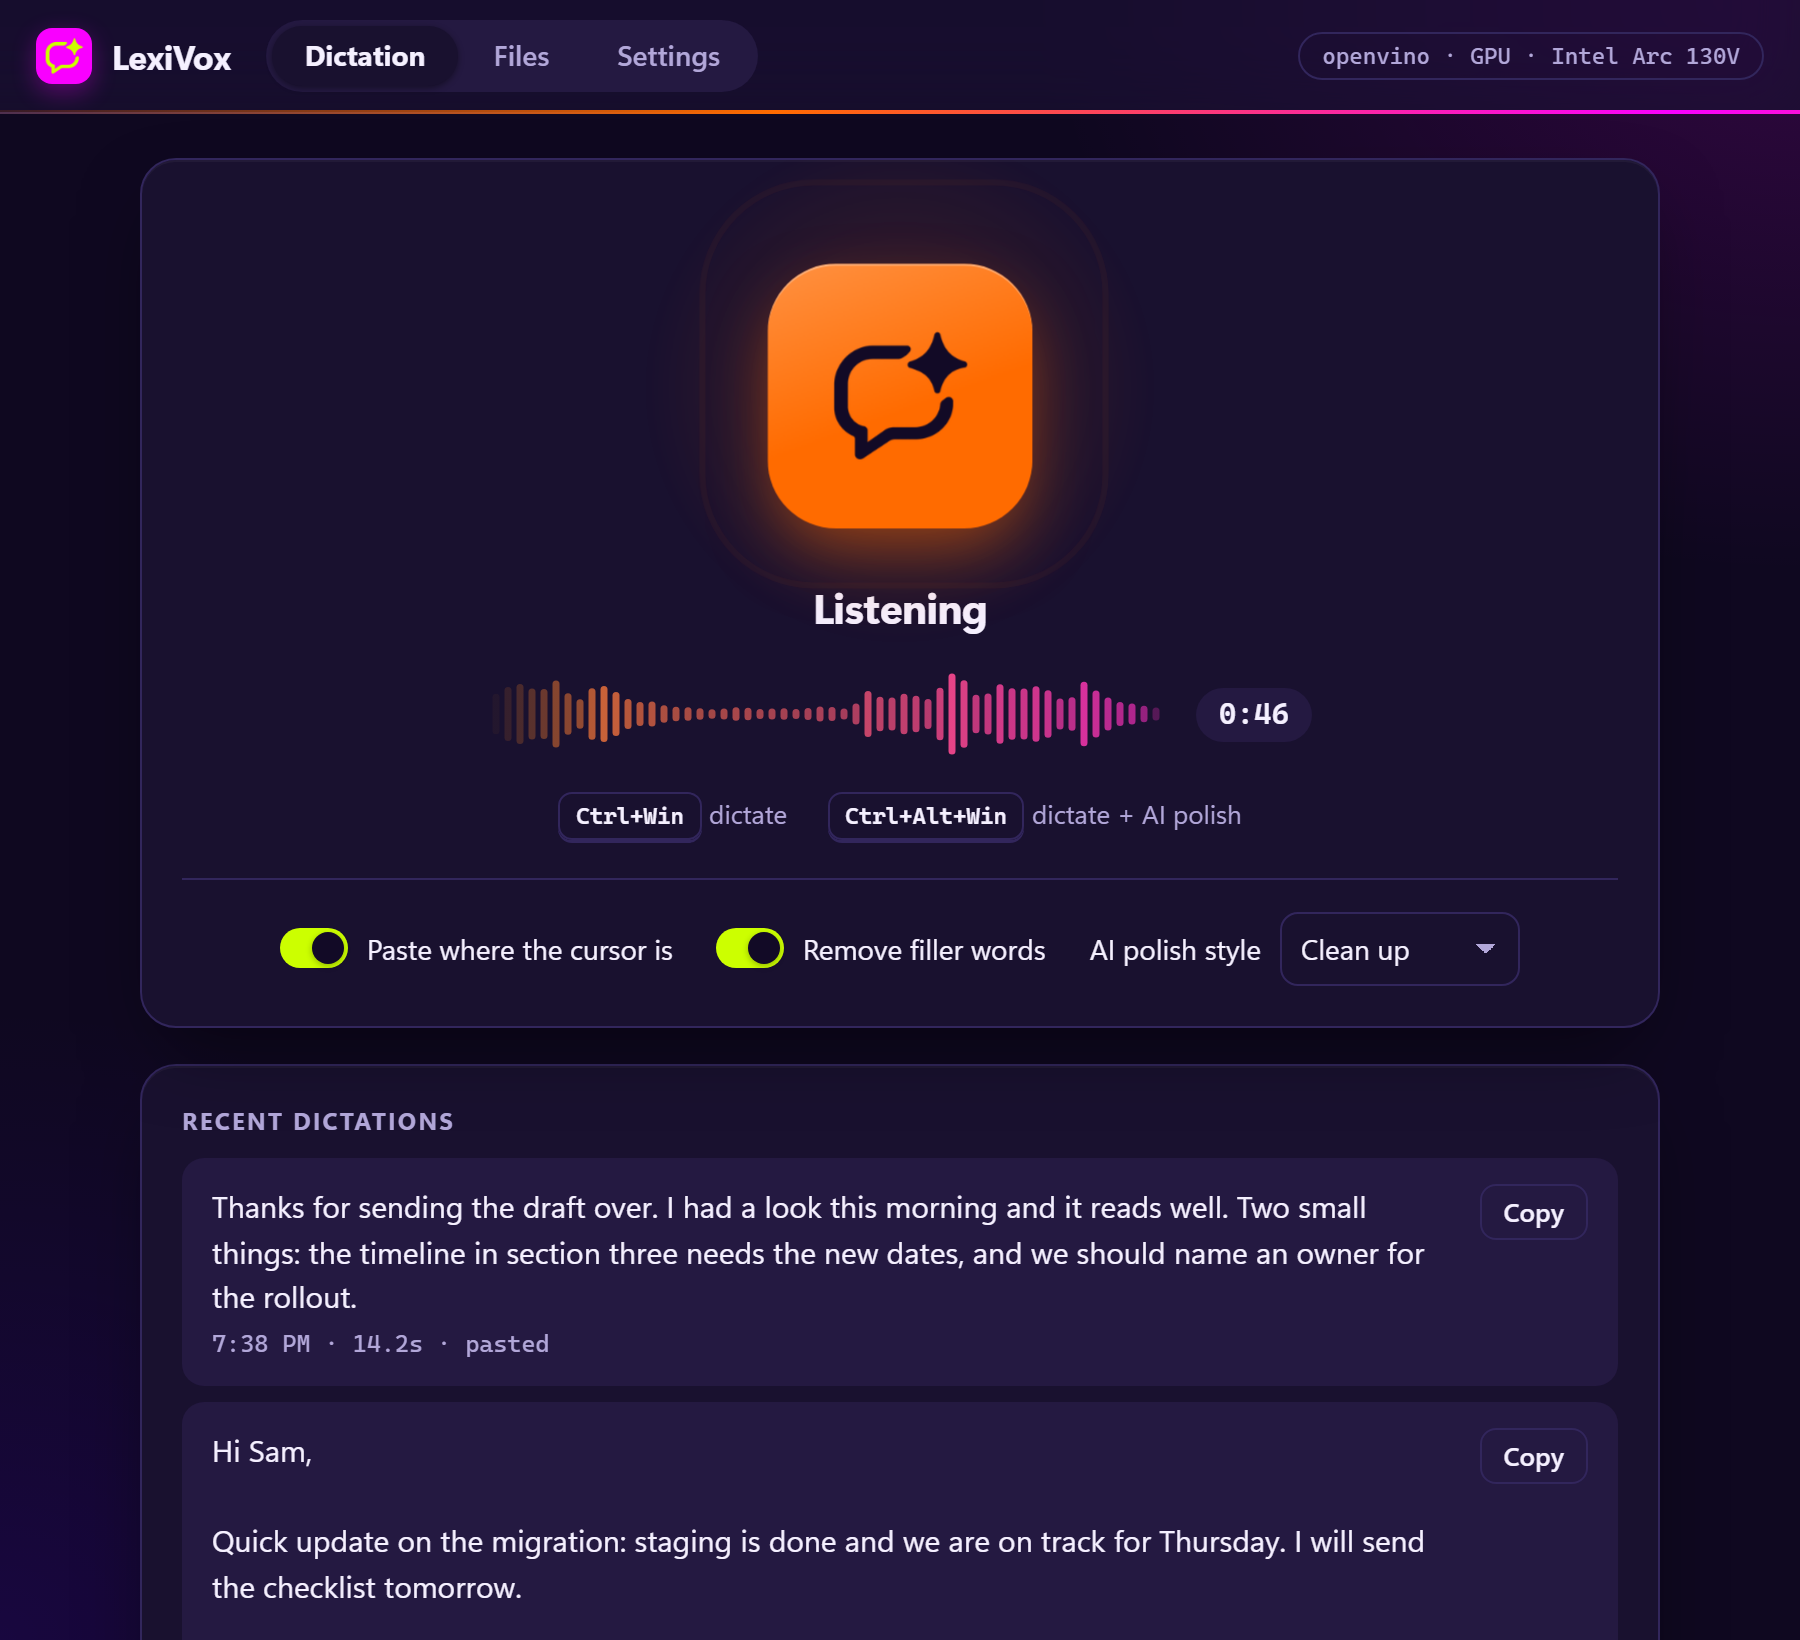 LexiVox
Dictation
Files
Settings
openvino · GPU · Intel Arc 130V
Listening
0:46
Ctrl+Win dictate
Ctrl+Alt+Win dictate + AI polish
Paste where the cursor is
Remove filler words
AI polish style
Clean up
RECENT DICTATIONS
Thanks for sending the draft over. I had a look this morning and it reads well. Two small
things: the timeline in section three needs the new dates, and we should name an owner for
the rollout.
7:38 PM · 14.2s · pasted
Copy
Hi Sam,
Quick update on the migration: staging is done and we are on track for Thursday. I will send
the checklist tomorrow.
Copy